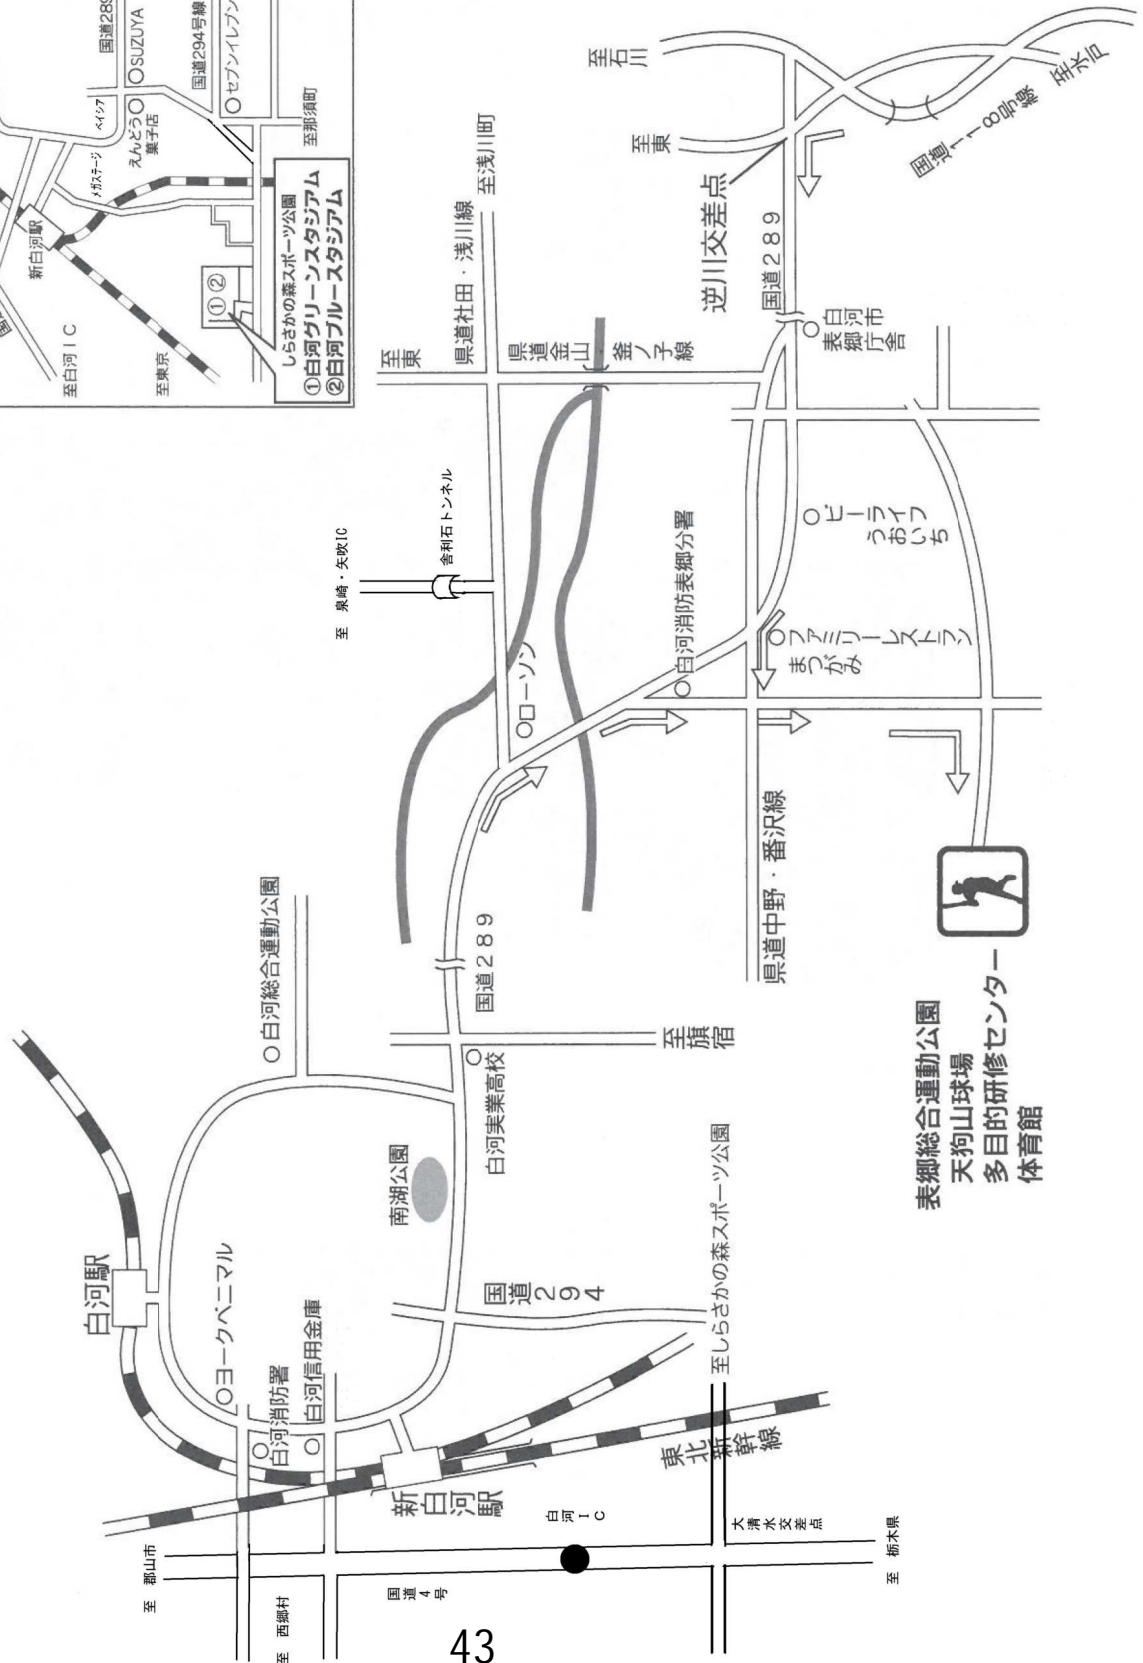 国道289
SUZUYA
ベイシア
えんどう
菓子店
国道294号線
セブンイレブン
至那須町
メガステージ
新白河駅
至白河IC
至東京
①②
しらさかの森スポーツ公園
①白河グリーンスタジアム
②白河ブルースタジアム
至石川
至東
国道118号線
至水戸
逆川交差点
国道289
白河市
表郷庁舎
至浅川町
県道社田・浅川線
至東
県道金山
釜ノ子線
至 泉崎・矢吹IC
舎利石トンネル
ビーライフ
うおいち
白河消防表郷分署
ファミリーレストラン
まつがみ
ローソン
県道中野・番沢線
白河総合運動公園
国道289
至旗宿
白河実業高校
南湖公園
白河駅
ヨークベニマル
白河消防署
白河信用金庫
国道294
至しらさかの森スポーツ公園
東北新幹線
新白河駅
白河IC
大清水交差点
至 郡山市
至 西郷村
国道4号
至 栃木県
表郷総合運動公園
天狗山球場
多目的研修センター
体育館
43